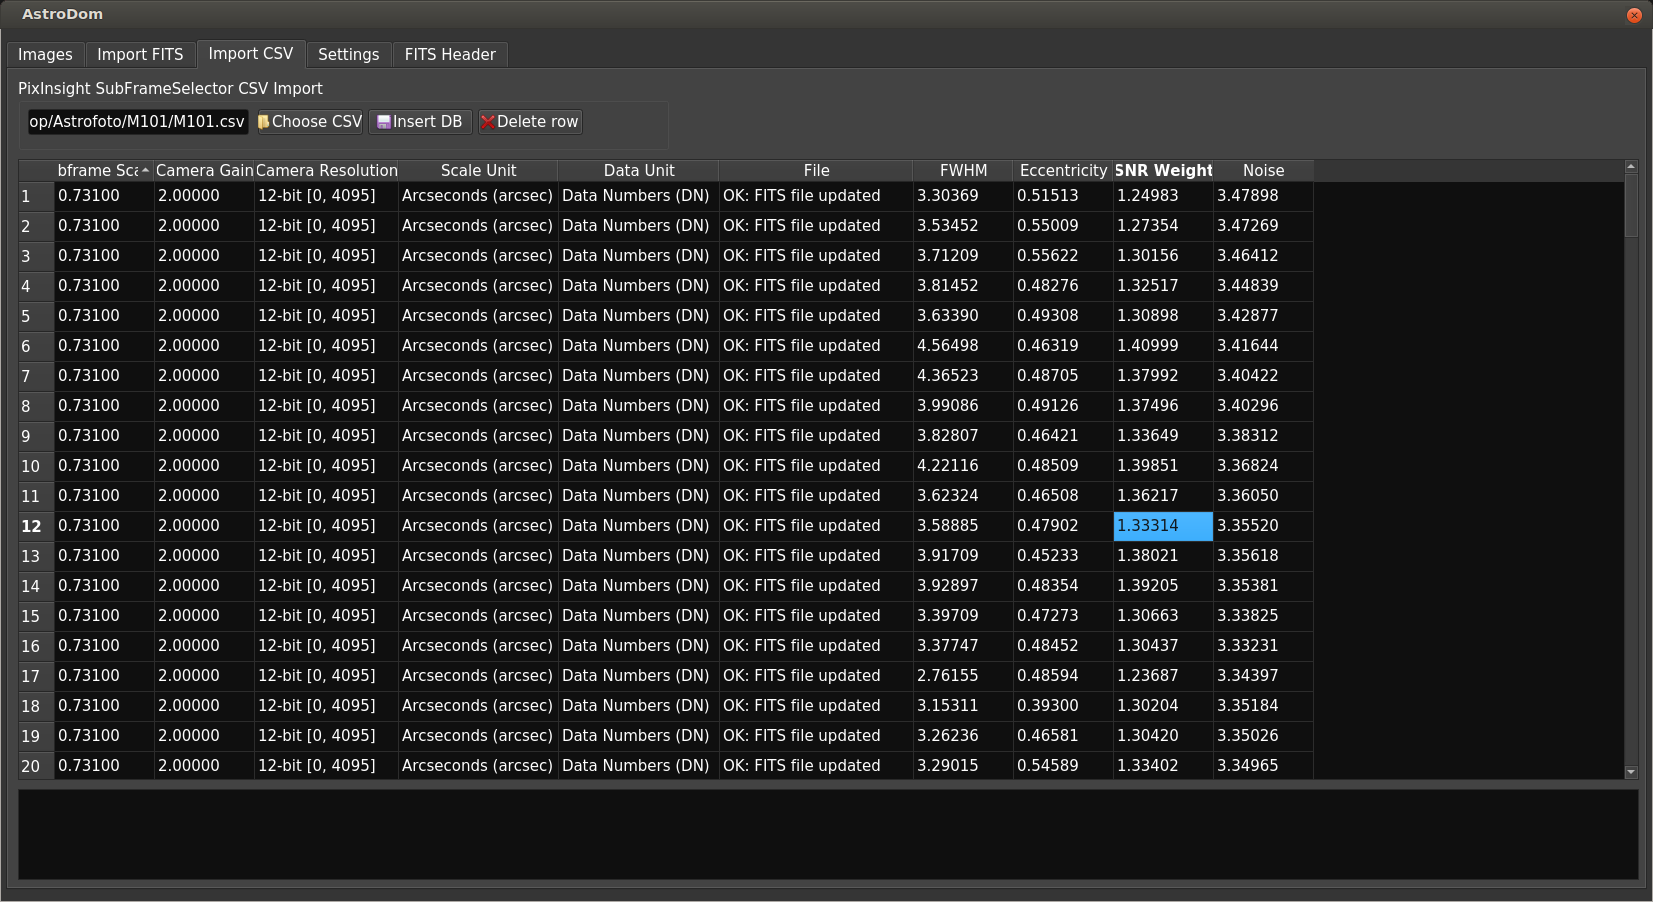 AstroDom
Images Import FITS Import CSV Settings FITS Header
PixInsight SubFrameSelector CSV Import
op/Astrofoto/M101/M101.csv Choose CSV Insert DB Delete row
bframe Sca Camera Gain Camera Resolution Scale Unit Data Unit File FWHM Eccentricity SNR Weight Noise
1 0.73100 2.00000 12-bit [0, 4095] Arcseconds (arcsec) Data Numbers (DN) OK: FITS file updated 3.30369 0.51513 1.24983 3.47898
2 0.73100 2.00000 12-bit [0, 4095] Arcseconds (arcsec) Data Numbers (DN) OK: FITS file updated 3.53452 0.55009 1.27354 3.47269
3 0.73100 2.00000 12-bit [0, 4095] Arcseconds (arcsec) Data Numbers (DN) OK: FITS file updated 3.71209 0.55622 1.30156 3.46412
4 0.73100 2.00000 12-bit [0, 4095] Arcseconds (arcsec) Data Numbers (DN) OK: FITS file updated 3.81452 0.48276 1.32517 3.44839
5 0.73100 2.00000 12-bit [0, 4095] Arcseconds (arcsec) Data Numbers (DN) OK: FITS file updated 3.63390 0.49308 1.30898 3.42877
6 0.73100 2.00000 12-bit [0, 4095] Arcseconds (arcsec) Data Numbers (DN) OK: FITS file updated 4.56498 0.46319 1.40999 3.41644
7 0.73100 2.00000 12-bit [0, 4095] Arcseconds (arcsec) Data Numbers (DN) OK: FITS file updated 4.36523 0.48705 1.37992 3.40422
8 0.73100 2.00000 12-bit [0, 4095] Arcseconds (arcsec) Data Numbers (DN) OK: FITS file updated 3.99086 0.49126 1.37496 3.40296
9 0.73100 2.00000 12-bit [0, 4095] Arcseconds (arcsec) Data Numbers (DN) OK: FITS file updated 3.82807 0.46421 1.33649 3.38312
10 0.73100 2.00000 12-bit [0, 4095] Arcseconds (arcsec) Data Numbers (DN) OK: FITS file updated 4.22116 0.48509 1.39851 3.36824
11 0.73100 2.00000 12-bit [0, 4095] Arcseconds (arcsec) Data Numbers (DN) OK: FITS file updated 3.62324 0.46508 1.36217 3.36050
12 0.73100 2.00000 12-bit [0, 4095] Arcseconds (arcsec) Data Numbers (DN) OK: FITS file updated 3.58885 0.47902 1.33314 3.35520
13 0.73100 2.00000 12-bit [0, 4095] Arcseconds (arcsec) Data Numbers (DN) OK: FITS file updated 3.91709 0.45233 1.38021 3.35618
14 0.73100 2.00000 12-bit [0, 4095] Arcseconds (arcsec) Data Numbers (DN) OK: FITS file updated 3.92897 0.48354 1.39205 3.35381
15 0.73100 2.00000 12-bit [0, 4095] Arcseconds (arcsec) Data Numbers (DN) OK: FITS file updated 3.39709 0.47273 1.30663 3.33825
16 0.73100 2.00000 12-bit [0, 4095] Arcseconds (arcsec) Data Numbers (DN) OK: FITS file updated 3.37747 0.48452 1.30437 3.33231
17 0.73100 2.00000 12-bit [0, 4095] Arcseconds (arcsec) Data Numbers (DN) OK: FITS file updated 2.76155 0.48594 1.23687 3.34397
18 0.73100 2.00000 12-bit [0, 4095] Arcseconds (arcsec) Data Numbers (DN) OK: FITS file updated 3.15311 0.39300 1.30204 3.35184
19 0.73100 2.00000 12-bit [0, 4095] Arcseconds (arcsec) Data Numbers (DN) OK: FITS file updated 3.26236 0.46581 1.30420 3.35026
20 0.73100 2.00000 12-bit [0, 4095] Arcseconds (arcsec) Data Numbers (DN) OK: FITS file updated 3.29015 0.54589 1.33402 3.34965